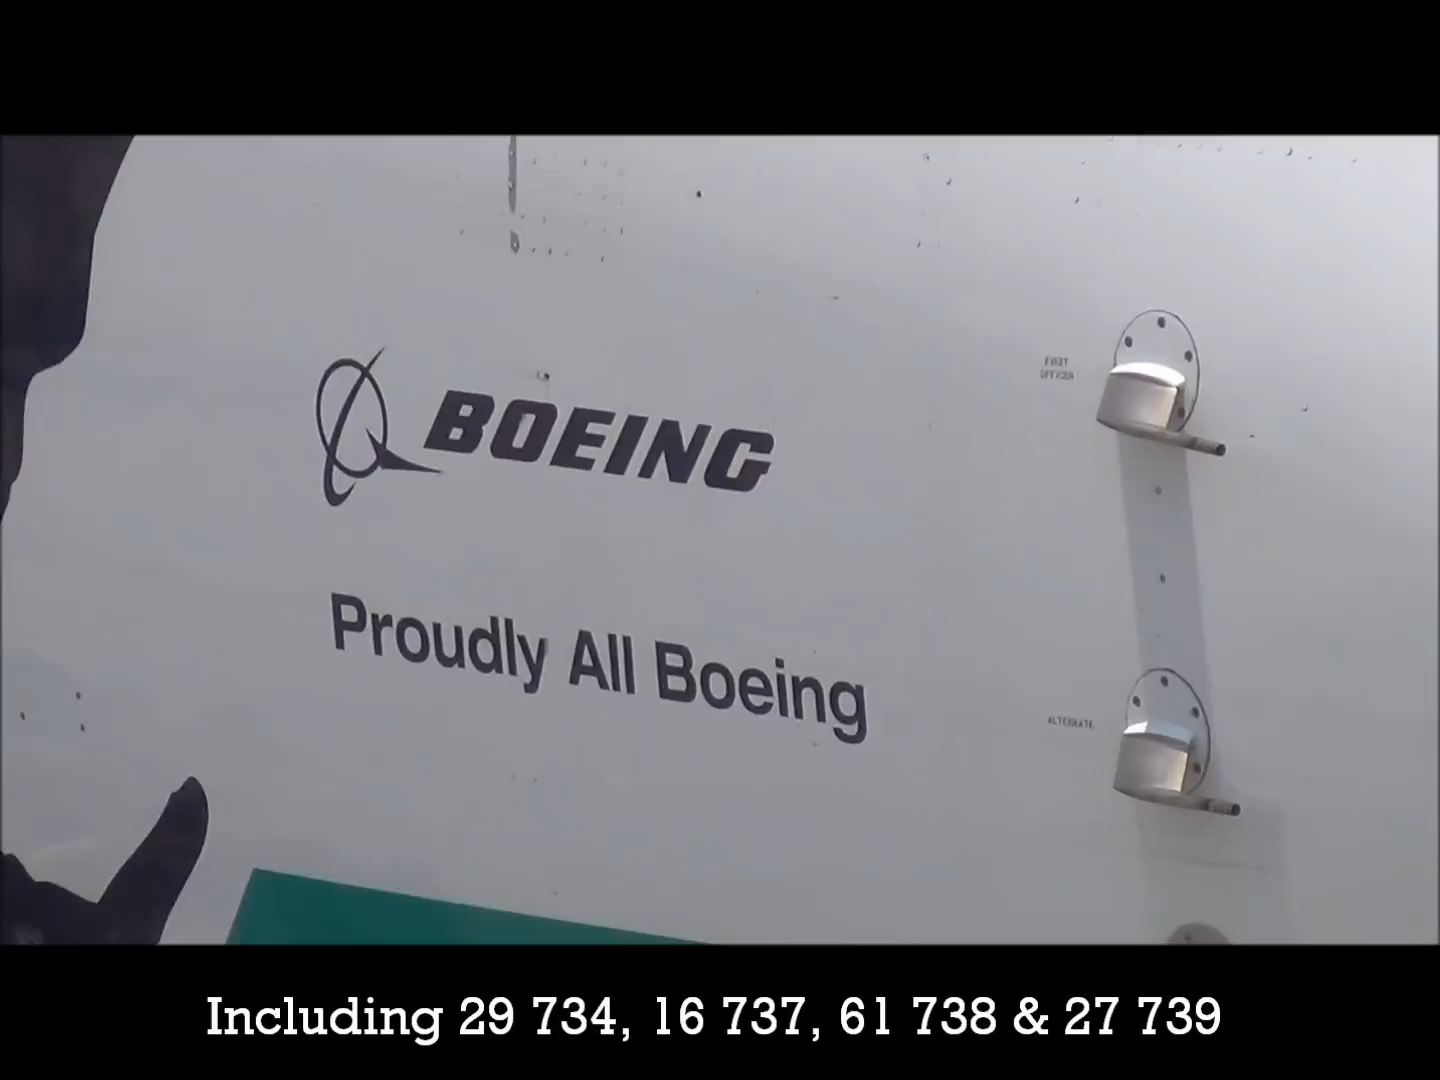 FIRST
OFFICER
BOEING
Proudly All Boeing
ALTERNATE
Including 29 734, 16 737, 61 738 & 27 739